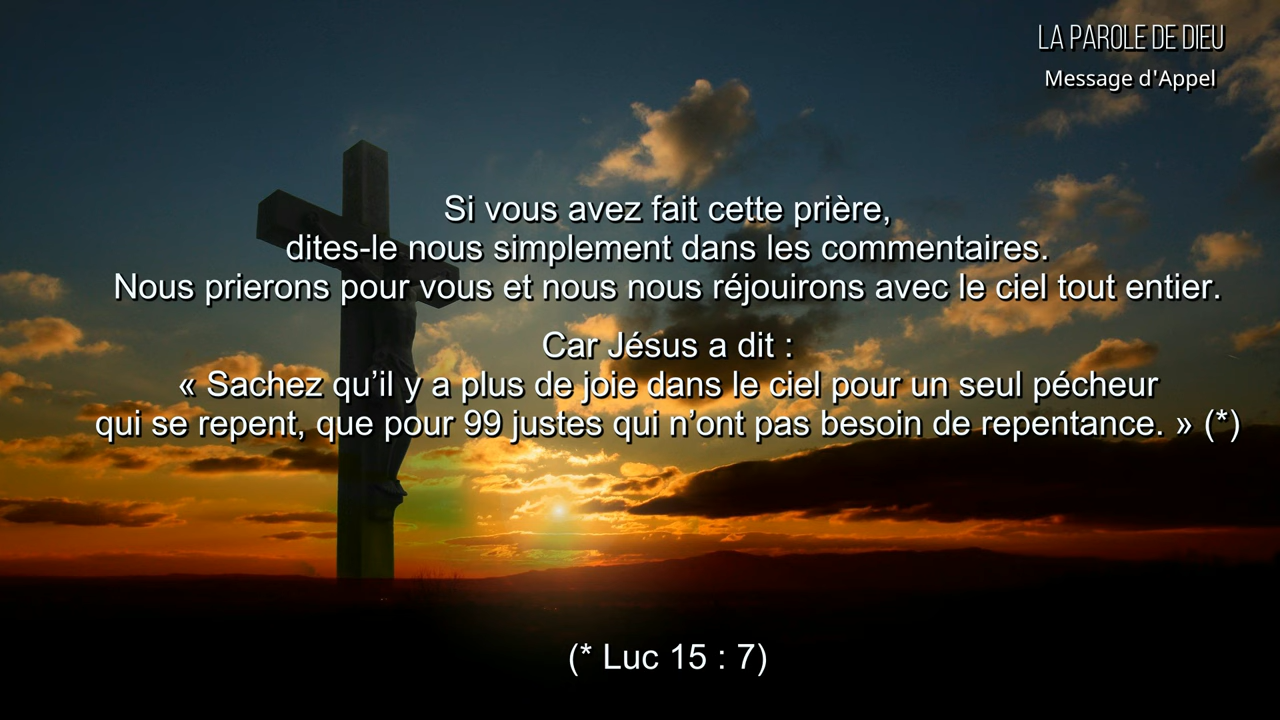 LA PAROLE DE DIEU
Message d'Appel
Si vous avez fait cette prière,
dites-le nous simplement dans les commentaires.
Nous prierons pour vous et nous nous réjouirons avec le ciel tout entier.
Car Jésus a dit :
« Sachez qu’il y a plus de joie dans le ciel pour un seul pécheur
qui se repent, que pour 99 justes qui n’ont pas besoin de repentance. » (*)
(* Luc 15 : 7)